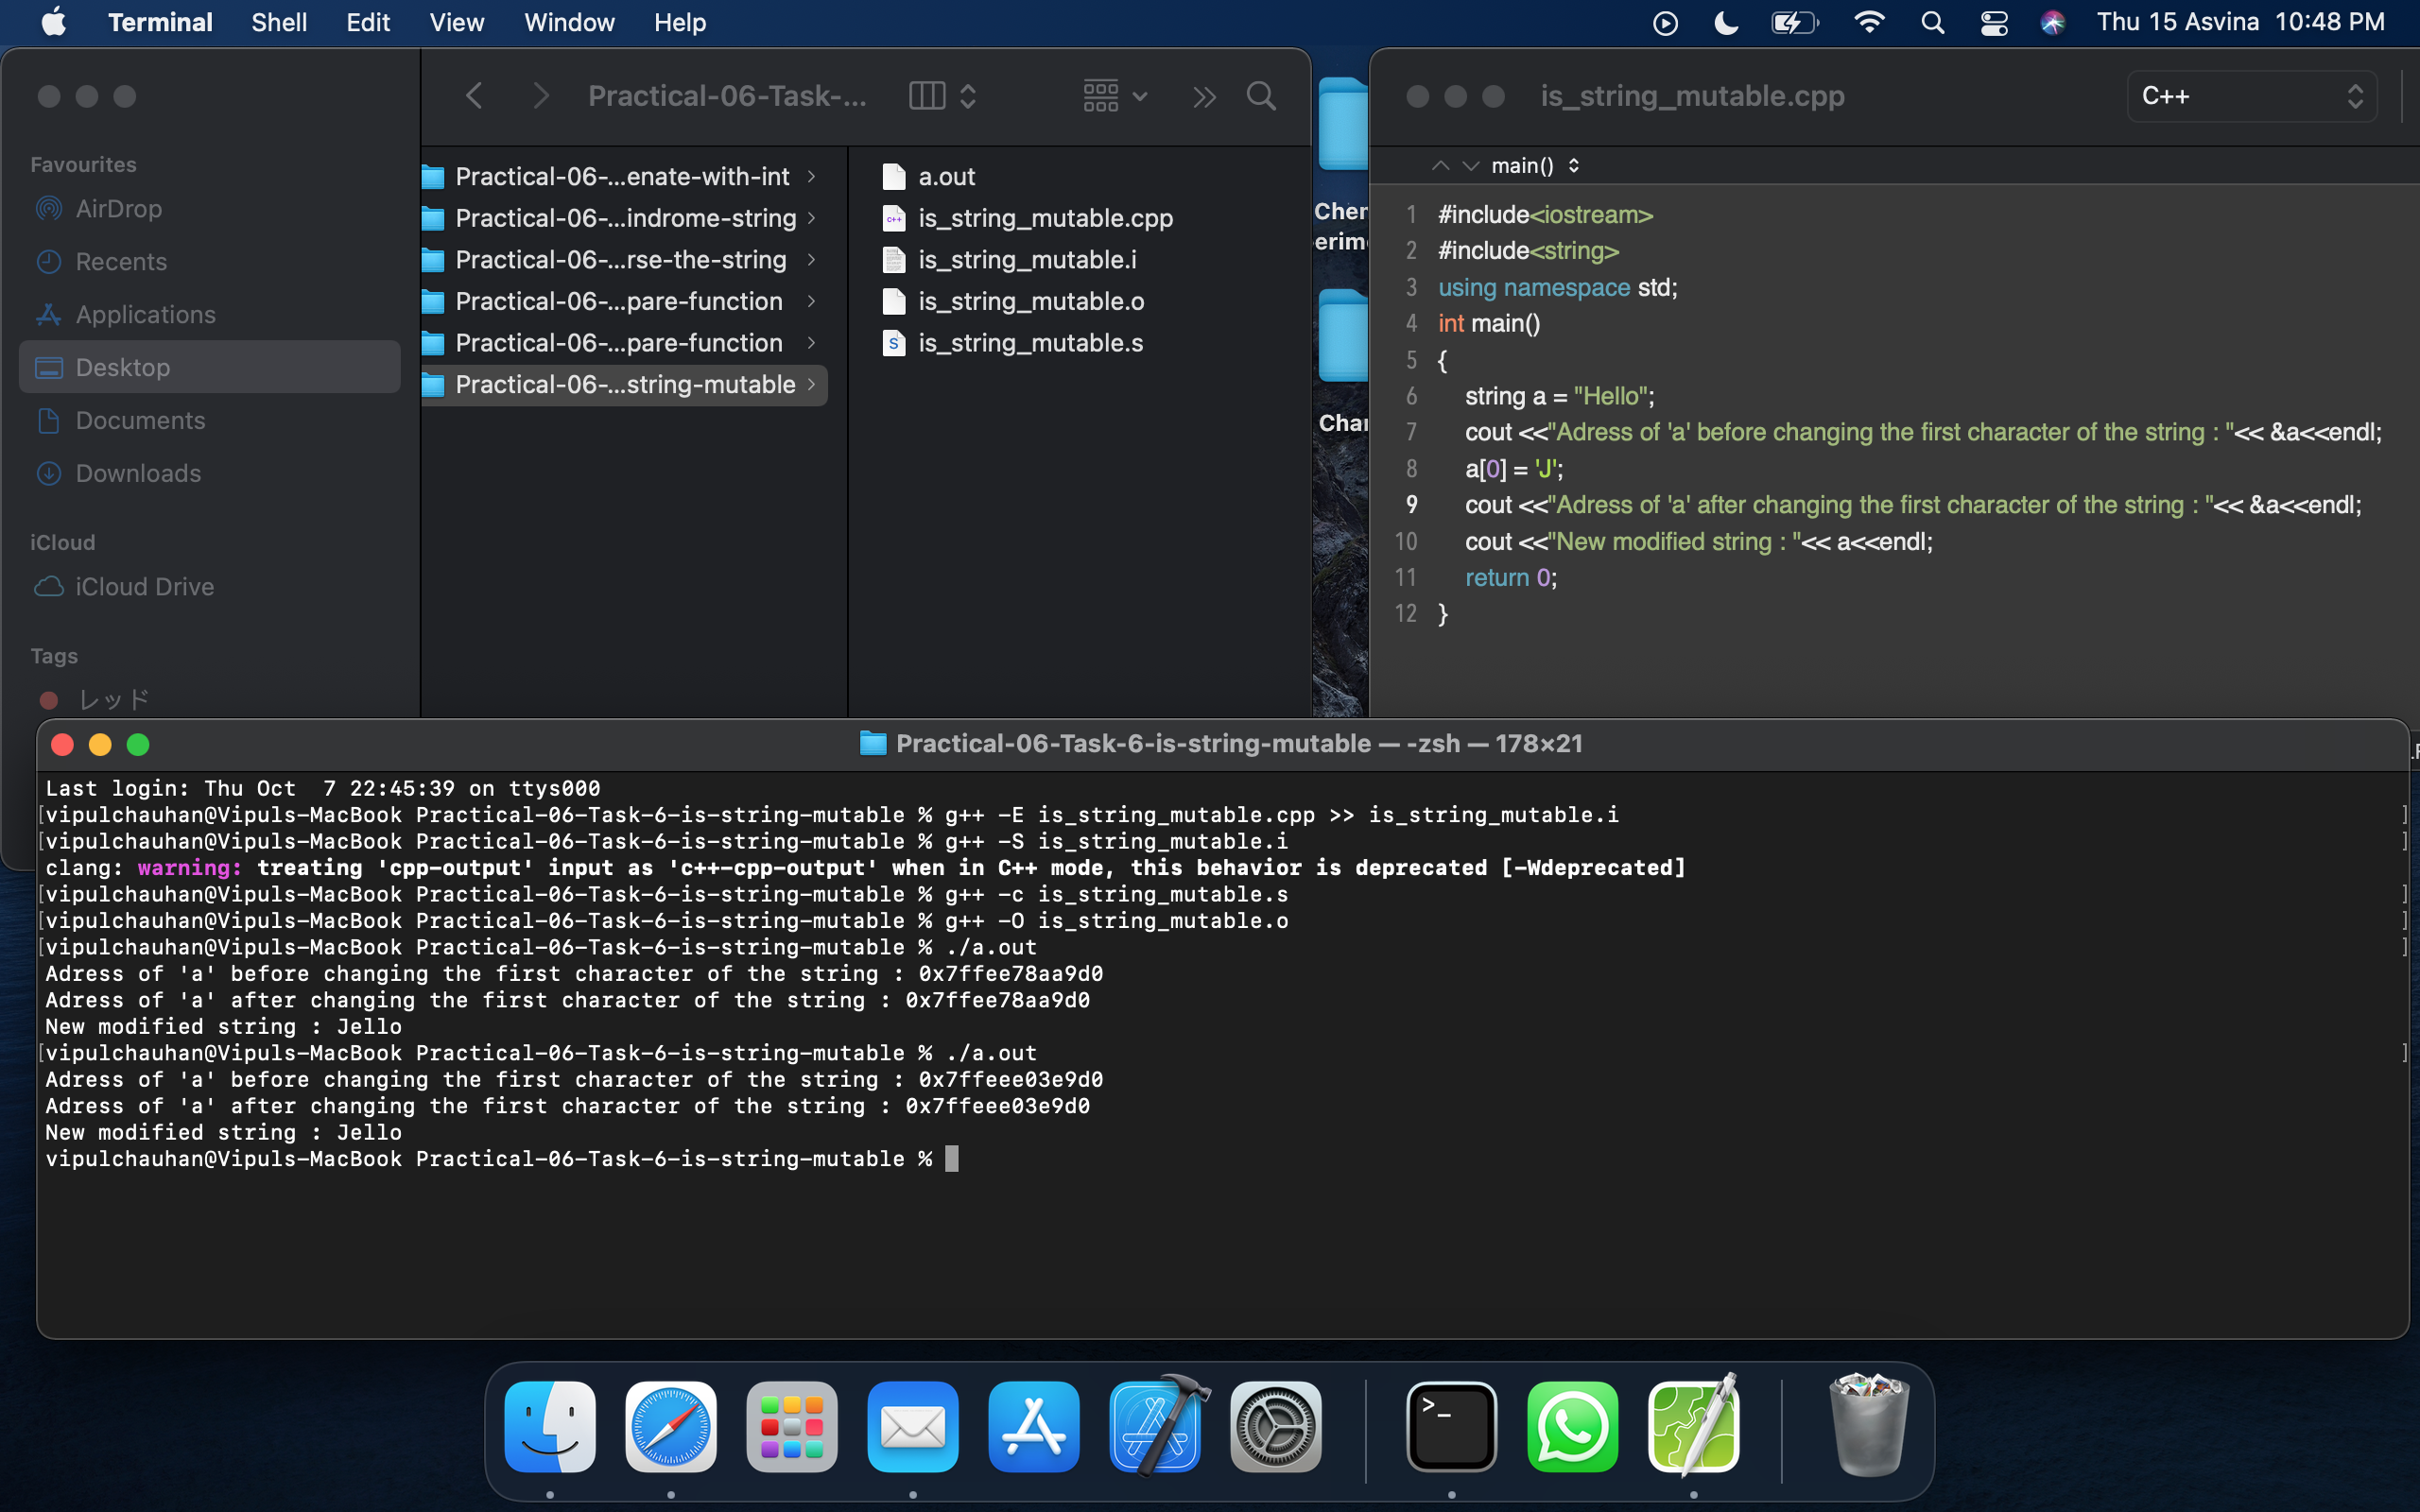 Terminal Shell Edit View Window Help Thu 15 Asvina 10:48 PM
Practical-06-Task-...
Favourites
AirDrop
Recents
Applications
Desktop
Documents
Downloads
iCloud
iCloud Drive
Tags
レッド
Practical-06-...enate-with-int
Practical-06-...indrome-string
Practical-06-...rse-the-string
Practical-06-...pare-function
Practical-06-...pare-function
Practical-06-...string-mutable
a.out
is_string_mutable.cpp
is_string_mutable.i
is_string_mutable.o
is_string_mutable.s
is_string_mutable.cpp C++
main()
1 #include<iostream>
2 #include<string>
3 using namespace std;
4 int main()
5 {
6 string a = "Hello";
7 cout <<"Adress of 'a' before changing the first character of the string : "<< &a<<endl;
8 a[0] = 'J';
9 cout <<"Adress of 'a' after changing the first character of the string : "<< &a<<endl;
10 cout <<"New modified string : "<< a<<endl;
11 return 0;
12 }
Practical-06-Task-6-is-string-mutable — -zsh — 178×21
Last login: Thu Oct  7 22:45:39 on ttys000
[vipulchauhan@Vipuls-MacBook Practical-06-Task-6-is-string-mutable % g++ -E is_string_mutable.cpp >> is_string_mutable.i ]
[vipulchauhan@Vipuls-MacBook Practical-06-Task-6-is-string-mutable % g++ -S is_string_mutable.i ]
clang: warning: treating 'cpp-output' input as 'c++-cpp-output' when in C++ mode, this behavior is deprecated [-Wdeprecated]
[vipulchauhan@Vipuls-MacBook Practical-06-Task-6-is-string-mutable % g++ -c is_string_mutable.s ]
[vipulchauhan@Vipuls-MacBook Practical-06-Task-6-is-string-mutable % g++ -O is_string_mutable.o ]
[vipulchauhan@Vipuls-MacBook Practical-06-Task-6-is-string-mutable % ./a.out ]
Adress of 'a' before changing the first character of the string : 0x7ffee78aa9d0
Adress of 'a' after changing the first character of the string : 0x7ffee78aa9d0
New modified string : Jello
[vipulchauhan@Vipuls-MacBook Practical-06-Task-6-is-string-mutable % ./a.out ]
Adress of 'a' before changing the first character of the string : 0x7ffeee03e9d0
Adress of 'a' after changing the first character of the string : 0x7ffeee03e9d0
New modified string : Jello
vipulchauhan@Vipuls-MacBook Practical-06-Task-6-is-string-mutable %